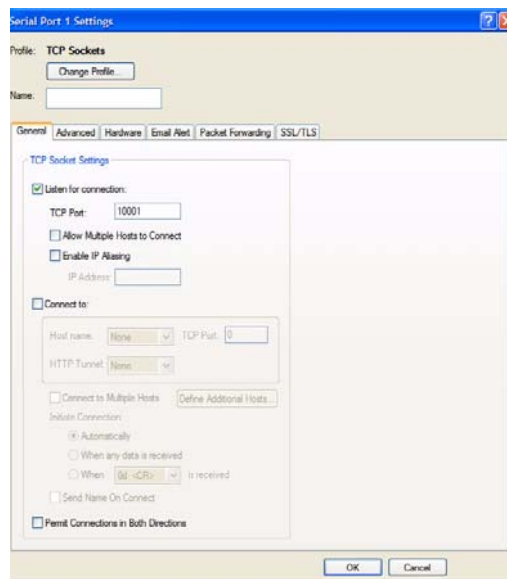 Serial Port 1 Settings
Profile: TCP Sockets
Change Profile...
Name:
General Advanced Hardware Email Alert Packet Forwarding SSL/TLS
TCP Socket Settings
Listen for connection:
TCP Port: 10001
Allow Multiple Hosts to Connect
Enable IP Aliasing
IP Address:
Connect to:
Host name: None TCP Port: 0
HTTP Tunnel: None
Connect to Multiple Hosts Define Additional Hosts...
Initiate Connection:
Automatically
When any data is received
When 0d <CR> is received
Send Name On Connect
Permit Connections in Both Directions
OK Cancel